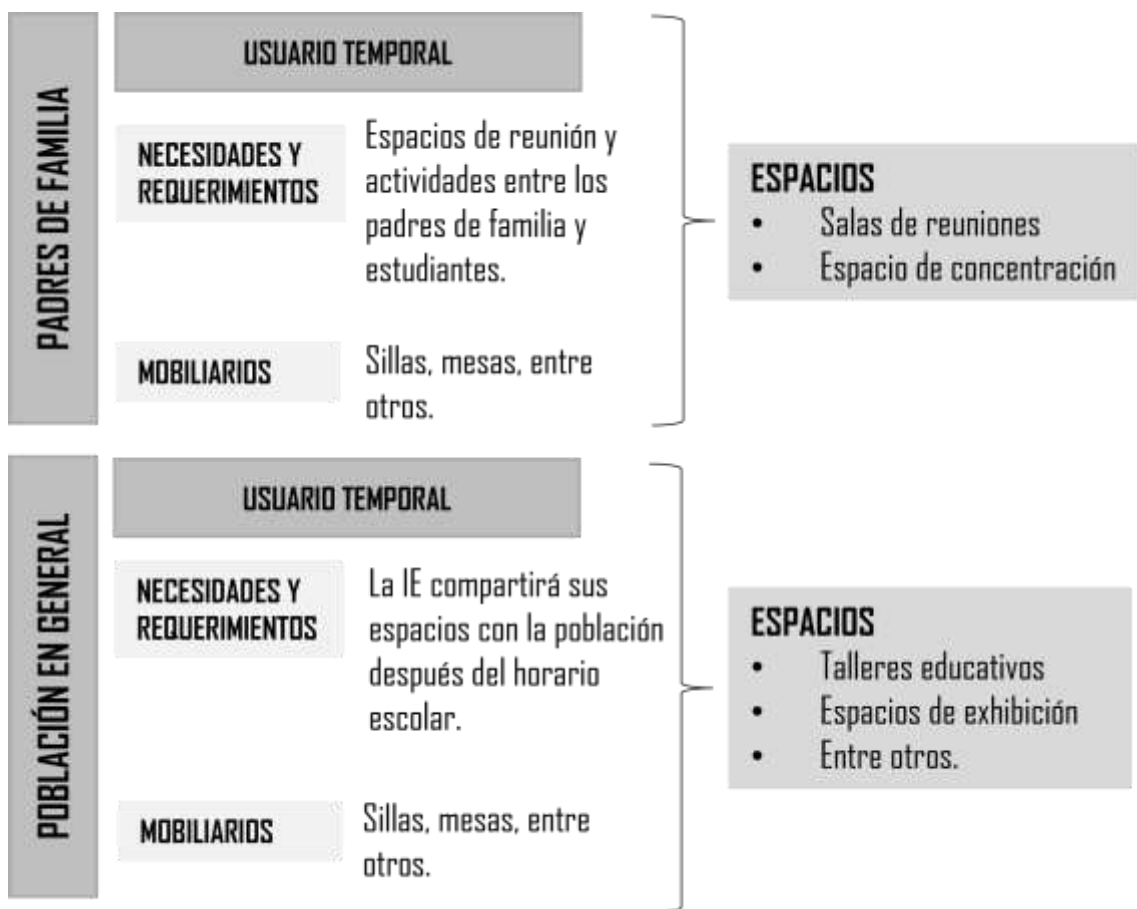 PADRES DE FAMILIA
USUARIO TEMPORAL
NECESIDADES Y
REQUERIMIENTOS
Espacios de reunión y
actividades entre los
padres de familia y
estudiantes.
MOBILIARIOS
Sillas, mesas, entre
otros.
ESPACIOS
• Salas de reuniones
• Espacio de concentración
POBLACIÓN EN GENERAL
USUARIO TEMPORAL
NECESIDADES Y
REQUERIMIENTOS
La IE compartirá sus
espacios con la población
después del horario
escolar.
MOBILIARIOS
Sillas, mesas, entre
otros.
ESPACIOS
• Talleres educativos
• Espacios de exhibición
• Entre otros.